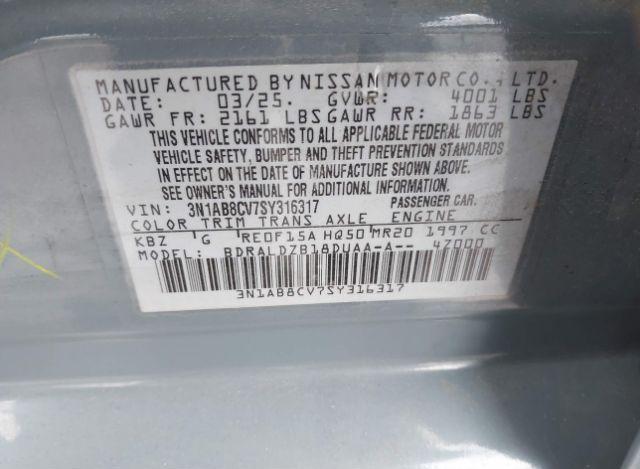 MANUFACTURED BY NISSAN MOTOR CO., LTD.
DATE: 03/25. GVWR: 4001 LBS
GAWR FR: 2161 LBS GAWR RR: 1863 LBS
THIS VEHICLE CONFORMS TO ALL APPLICABLE FEDERAL MOTOR
VEHICLE SAFETY, BUMPER AND THEFT PREVENTION STANDARDS
IN EFFECT ON THE DATE OF MANUFACTURE SHOWN ABOVE.
SEE OWNER'S MANUAL FOR ADDITIONAL INFORMATION.
VIN: 3N1AB8CV7SY316317 PASSENGER CAR.
COLOR TRIM TRANS AXLE ENGINE
KBZ G RE0F15A HQ50 MR20 1997 CC
MODEL: BDRALDZB18DUAA-A-- 47000
3N1AB8CV7SY316317